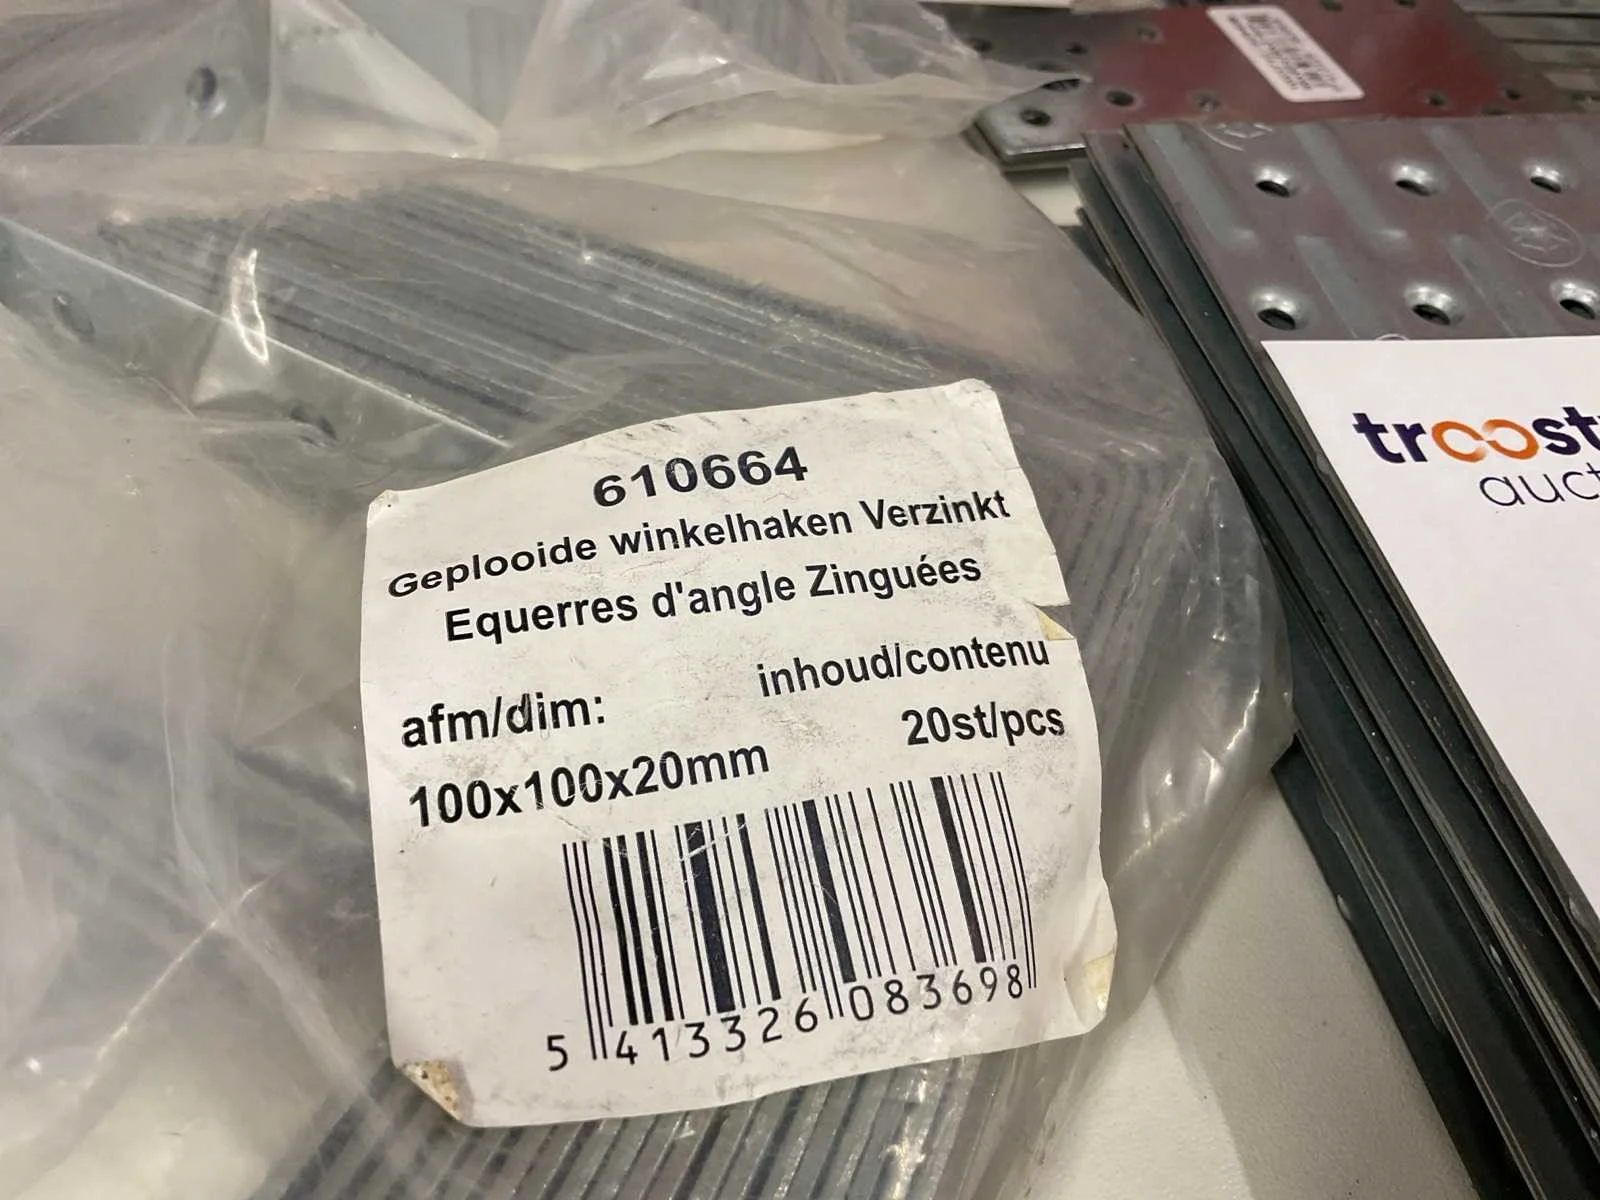 610664
Geplooide winkelhaken Verzinkt
Equerres d'angle Zinguées
afm/dim:
inhoud/contenu
100x100x20mm
20st/pcs
5 413326 083698
troost
auct